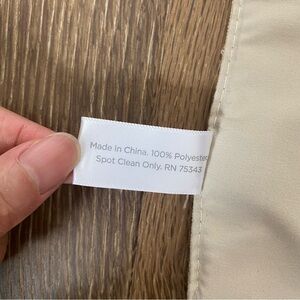 Made in China. 100% Polyester
Spot Clean Only. RN 75343